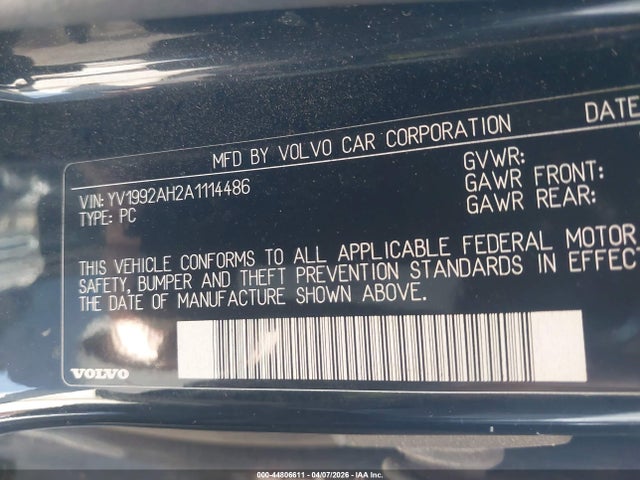 MFD BY VOLVO CAR CORPORATION DATE
VIN: YV1992AH2A1114486
TYPE: PC
GVWR:
GAWR FRONT:
GAWR REAR:
THIS VEHICLE CONFORMS TO ALL APPLICABLE FEDERAL MOTOR
SAFETY, BUMPER AND THEFT PREVENTION STANDARDS IN EFFECT
THE DATE OF MANUFACTURE SHOWN ABOVE.
VOLVO
000-44806611 - 04/07/2026 - IAA Inc.